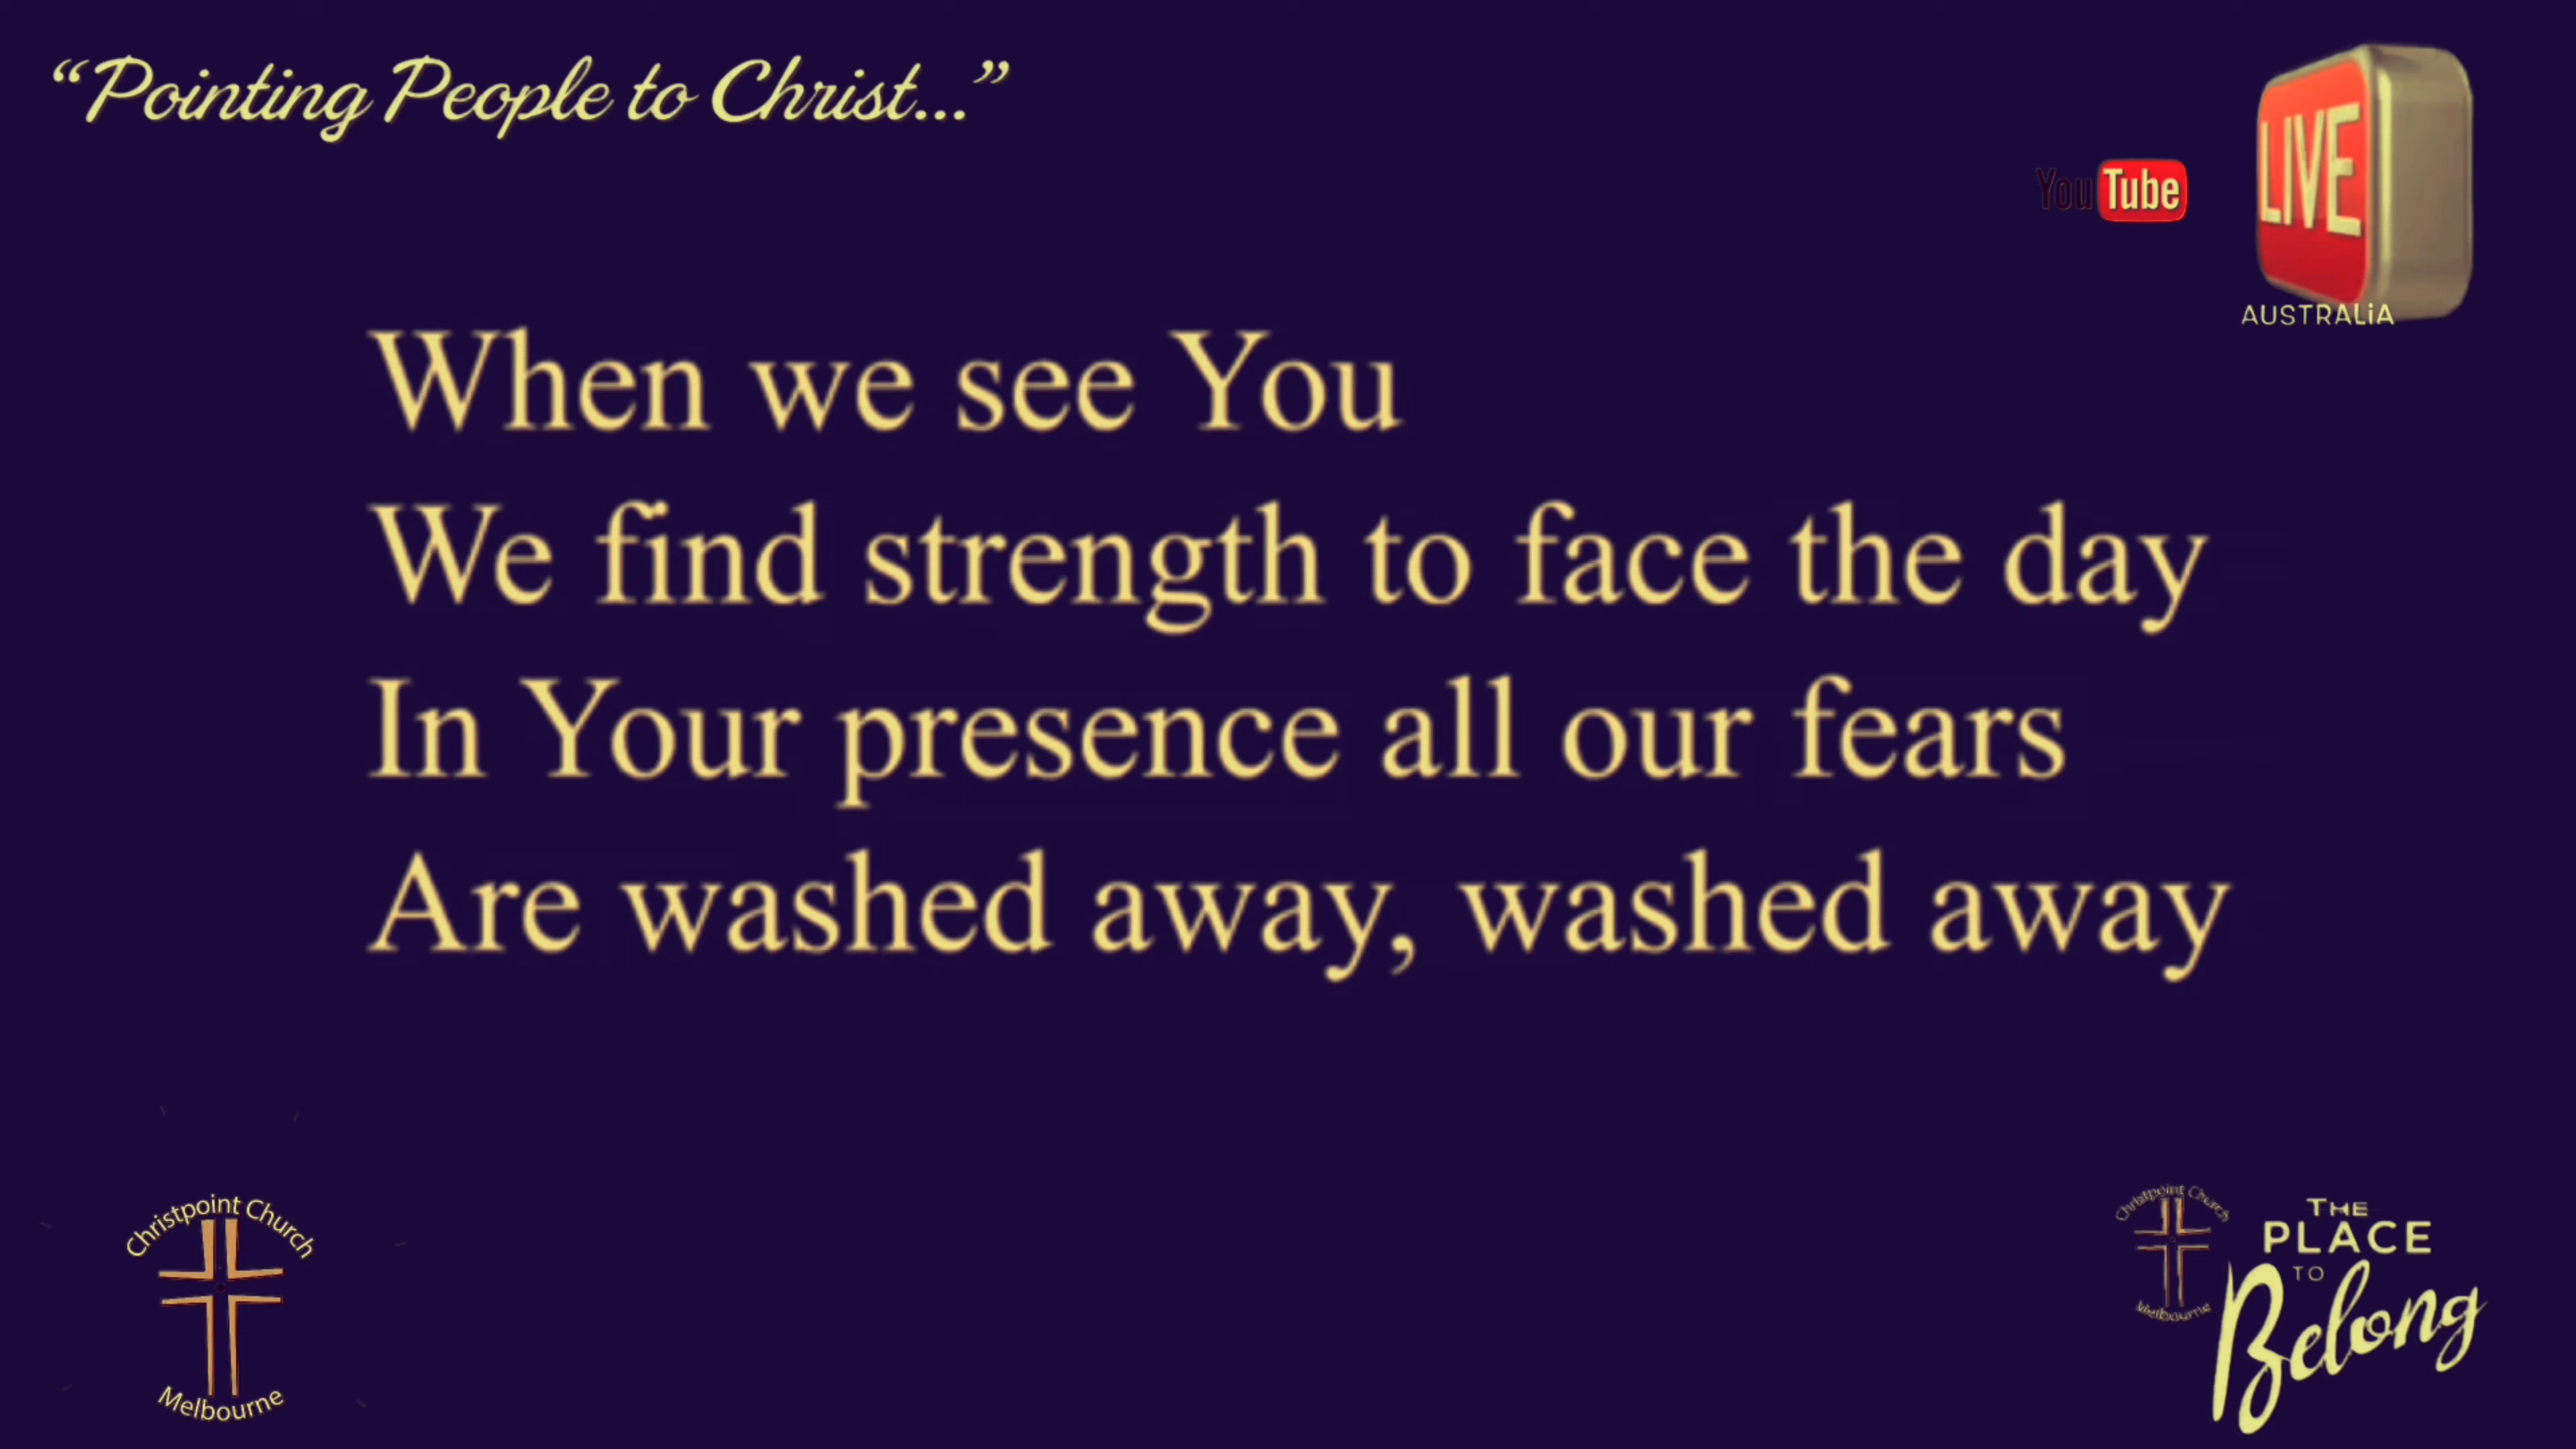 “Pointing People to Christ...”
YouTube
LIVE
AUSTRALiA
When we see You
We find strength to face the day
In Your presence all our fears
Are washed away, washed away
Christpoint Church
Melbourne
Christpoint Church
Melbourne
THE
PLACE
TO
Belong